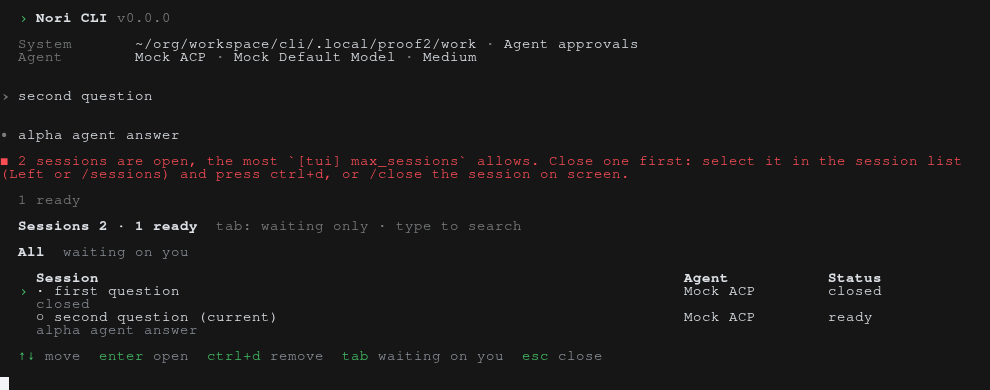 › Nori CLI v0.0.0
System ~/org/workspace/cli/.local/proof2/work · Agent approvals
Agent Mock ACP · Mock Default Model · Medium
› second question
• alpha agent answer
■ 2 sessions are open, the most `[tui] max_sessions` allows. Close one first: select it in the session list
(Left or /sessions) and press ctrl+d, or /close the session on screen.
1 ready
Sessions 2 · 1 ready tab: waiting only · type to search
All waiting on you
Session Agent Status
› · first question Mock ACP closed
closed
○ second question (current) Mock ACP ready
alpha agent answer
↑↓ move enter open ctrl+d remove tab waiting on you esc close